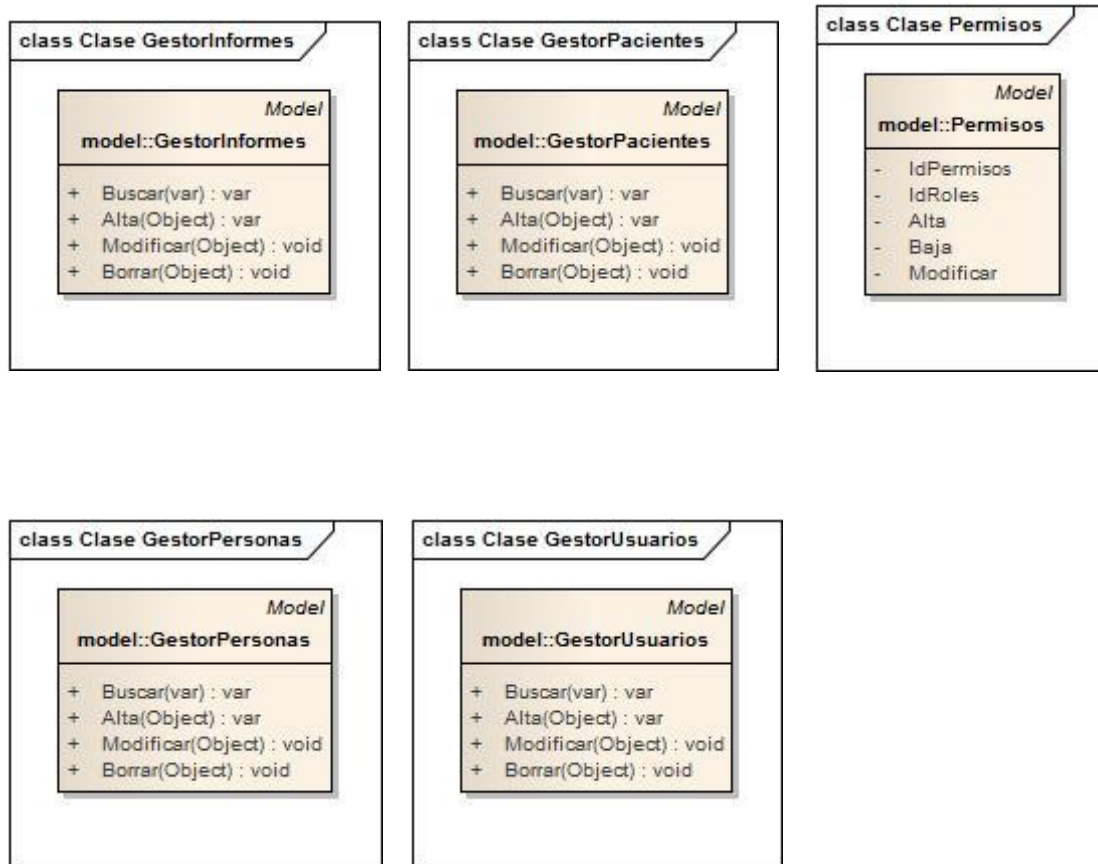 class Clase GestorInformes
Model
model::GestorInformes
+ Buscar(var) : var
+ Alta(Object) : var
+ Modificar(Object) : void
+ Borrar(Object) : void
class Clase GestorPacientes
Model
model::GestorPacientes
+ Buscar(var) : var
+ Alta(Object) : var
+ Modificar(Object) : void
+ Borrar(Object) : void
class Clase Permisos
Model
model::Permisos
- IdPermisos
- IdRoles
- Alta
- Baja
- Modificar
class Clase GestorPersonas
Model
model::GestorPersonas
+ Buscar(var) : var
+ Alta(Object) : var
+ Modificar(Object) : void
+ Borrar(Object) : void
class Clase GestorUsuarios
Model
model::GestorUsuarios
+ Buscar(var) : var
+ Alta(Object) : var
+ Modificar(Object) : void
+ Borrar(Object) : void